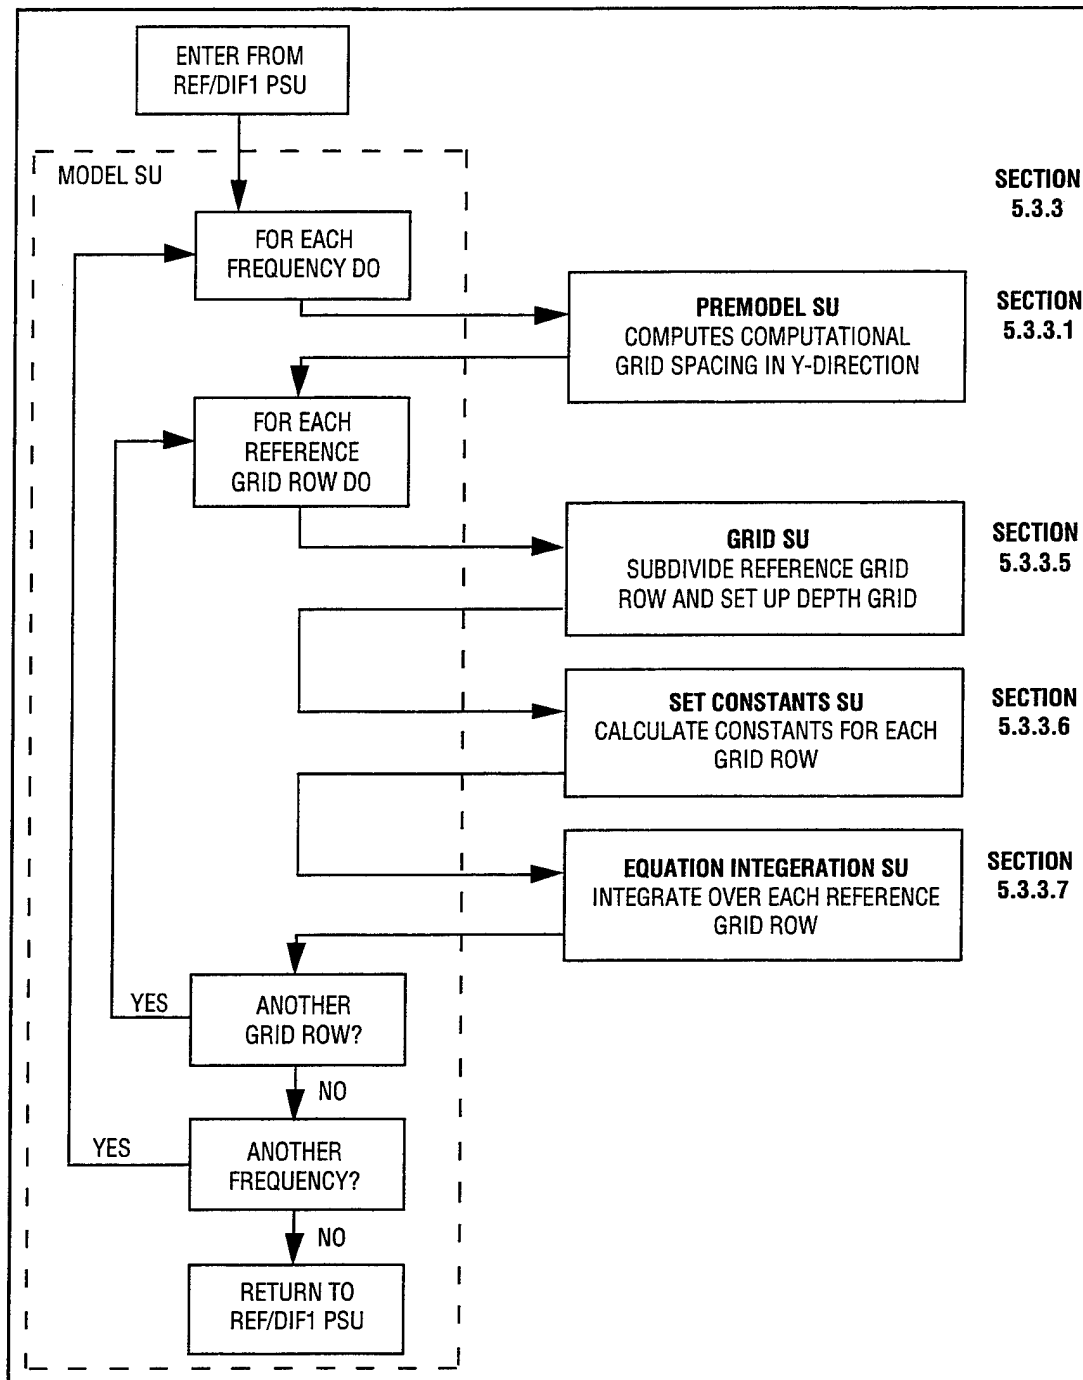 ENTER FROM
REF/DIF1 PSU
MODEL SU
SECTION
5.3.3
FOR EACH
FREQUENCY DO
PREMODEL SU
COMPUTES COMPUTATIONAL
GRID SPACING IN Y-DIRECTION
SECTION
5.3.3.1
FOR EACH
REFERENCE
GRID ROW DO
GRID SU
SUBDIVIDE REFERENCE GRID
ROW AND SET UP DEPTH GRID
SECTION
5.3.3.5
SET CONSTANTS SU
CALCULATE CONSTANTS FOR EACH
GRID ROW
SECTION
5.3.3.6
EQUATION INTEGERATION SU
INTEGRATE OVER EACH REFERENCE
GRID ROW
SECTION
5.3.3.7
YES
ANOTHER
GRID ROW?
NO
YES
ANOTHER
FREQUENCY?
NO
RETURN TO
REF/DIF1 PSU